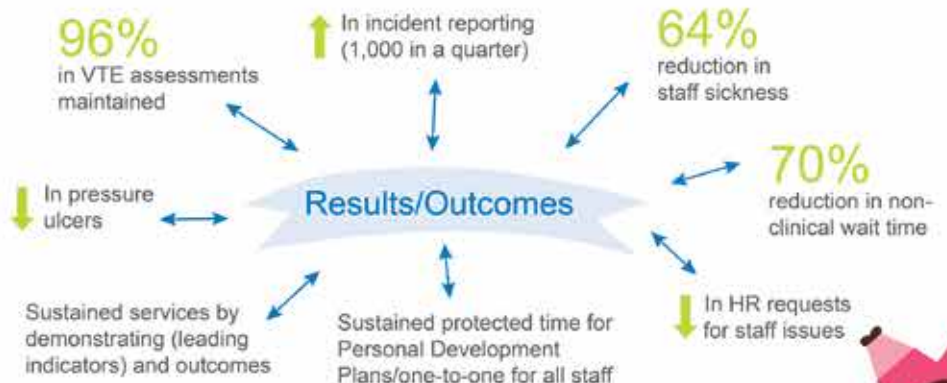 96%
in VTE assessments
maintained
In incident reporting
(1,000 in a quarter)
64%
reduction in
staff sickness
In pressure
ulcers
Results/Outcomes
70%
reduction in non-
clinical wait time
Sustained services by
demonstrating (leading
indicators) and outcomes
Sustained protected time for
Personal Development
Plans/one-to-one for all staff
In HR requests
for staff issues